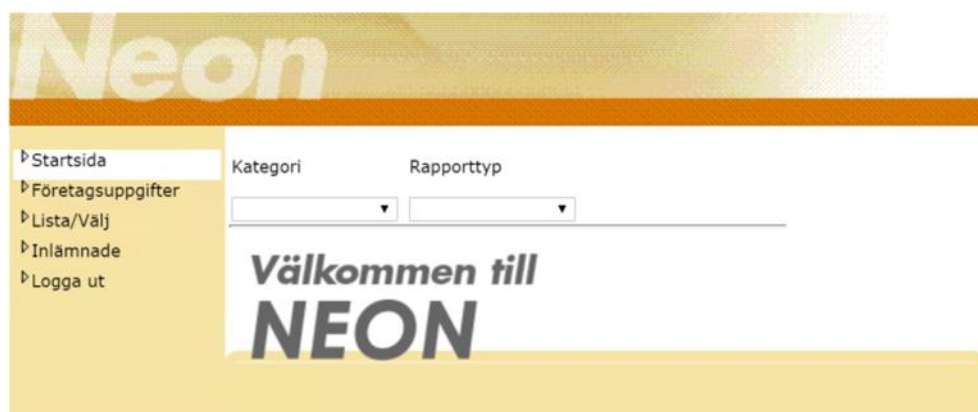 Neon
Startsida
Företagsuppgifter
Lista/Välj
Inlämnade
Logga ut
Kategori Rapporttyp
Välkommen till
NEON